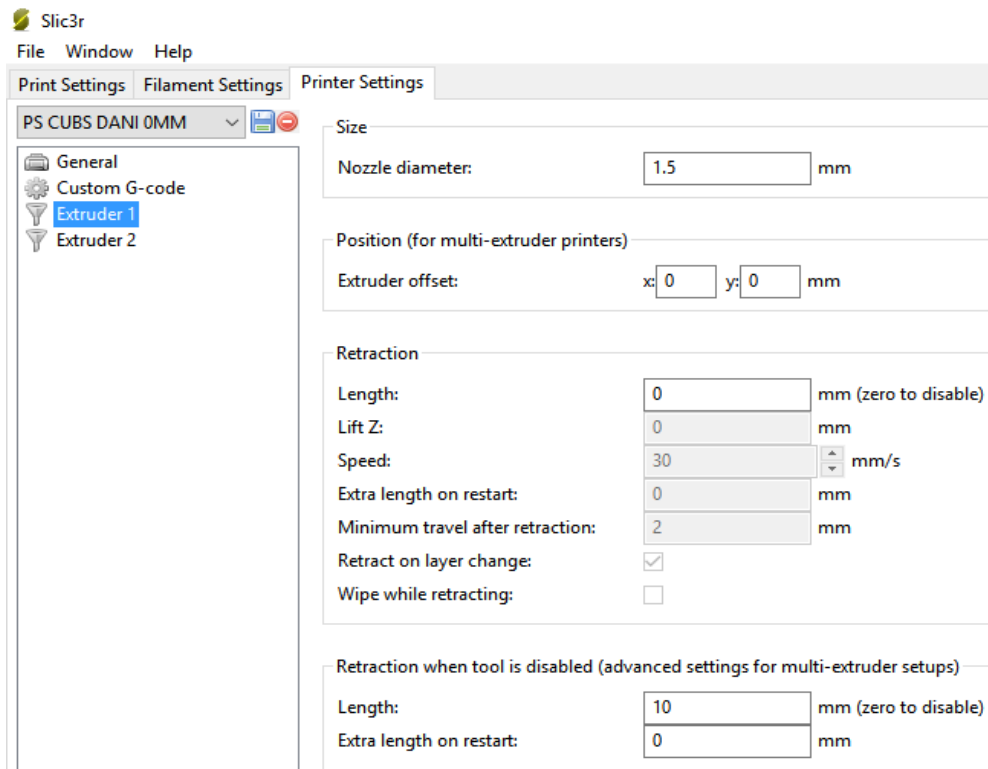 Slic3r
File Window Help
Print Settings Filament Settings Printer Settings
PS CUBS DANI 0MM
General
Custom G-code
Extruder 1
Extruder 2
Size
Nozzle diameter: 1.5 mm
Position (for multi-extruder printers)
Extruder offset: x: 0 y: 0 mm
Retraction
Length: 0 mm (zero to disable)
Lift Z: 0 mm
Speed: 30 mm/s
Extra length on restart: 0 mm
Minimum travel after retraction: 2 mm
Retract on layer change:
Wipe while retracting:
Retraction when tool is disabled (advanced settings for multi-extruder setups)
Length: 10 mm (zero to disable)
Extra length on restart: 0 mm